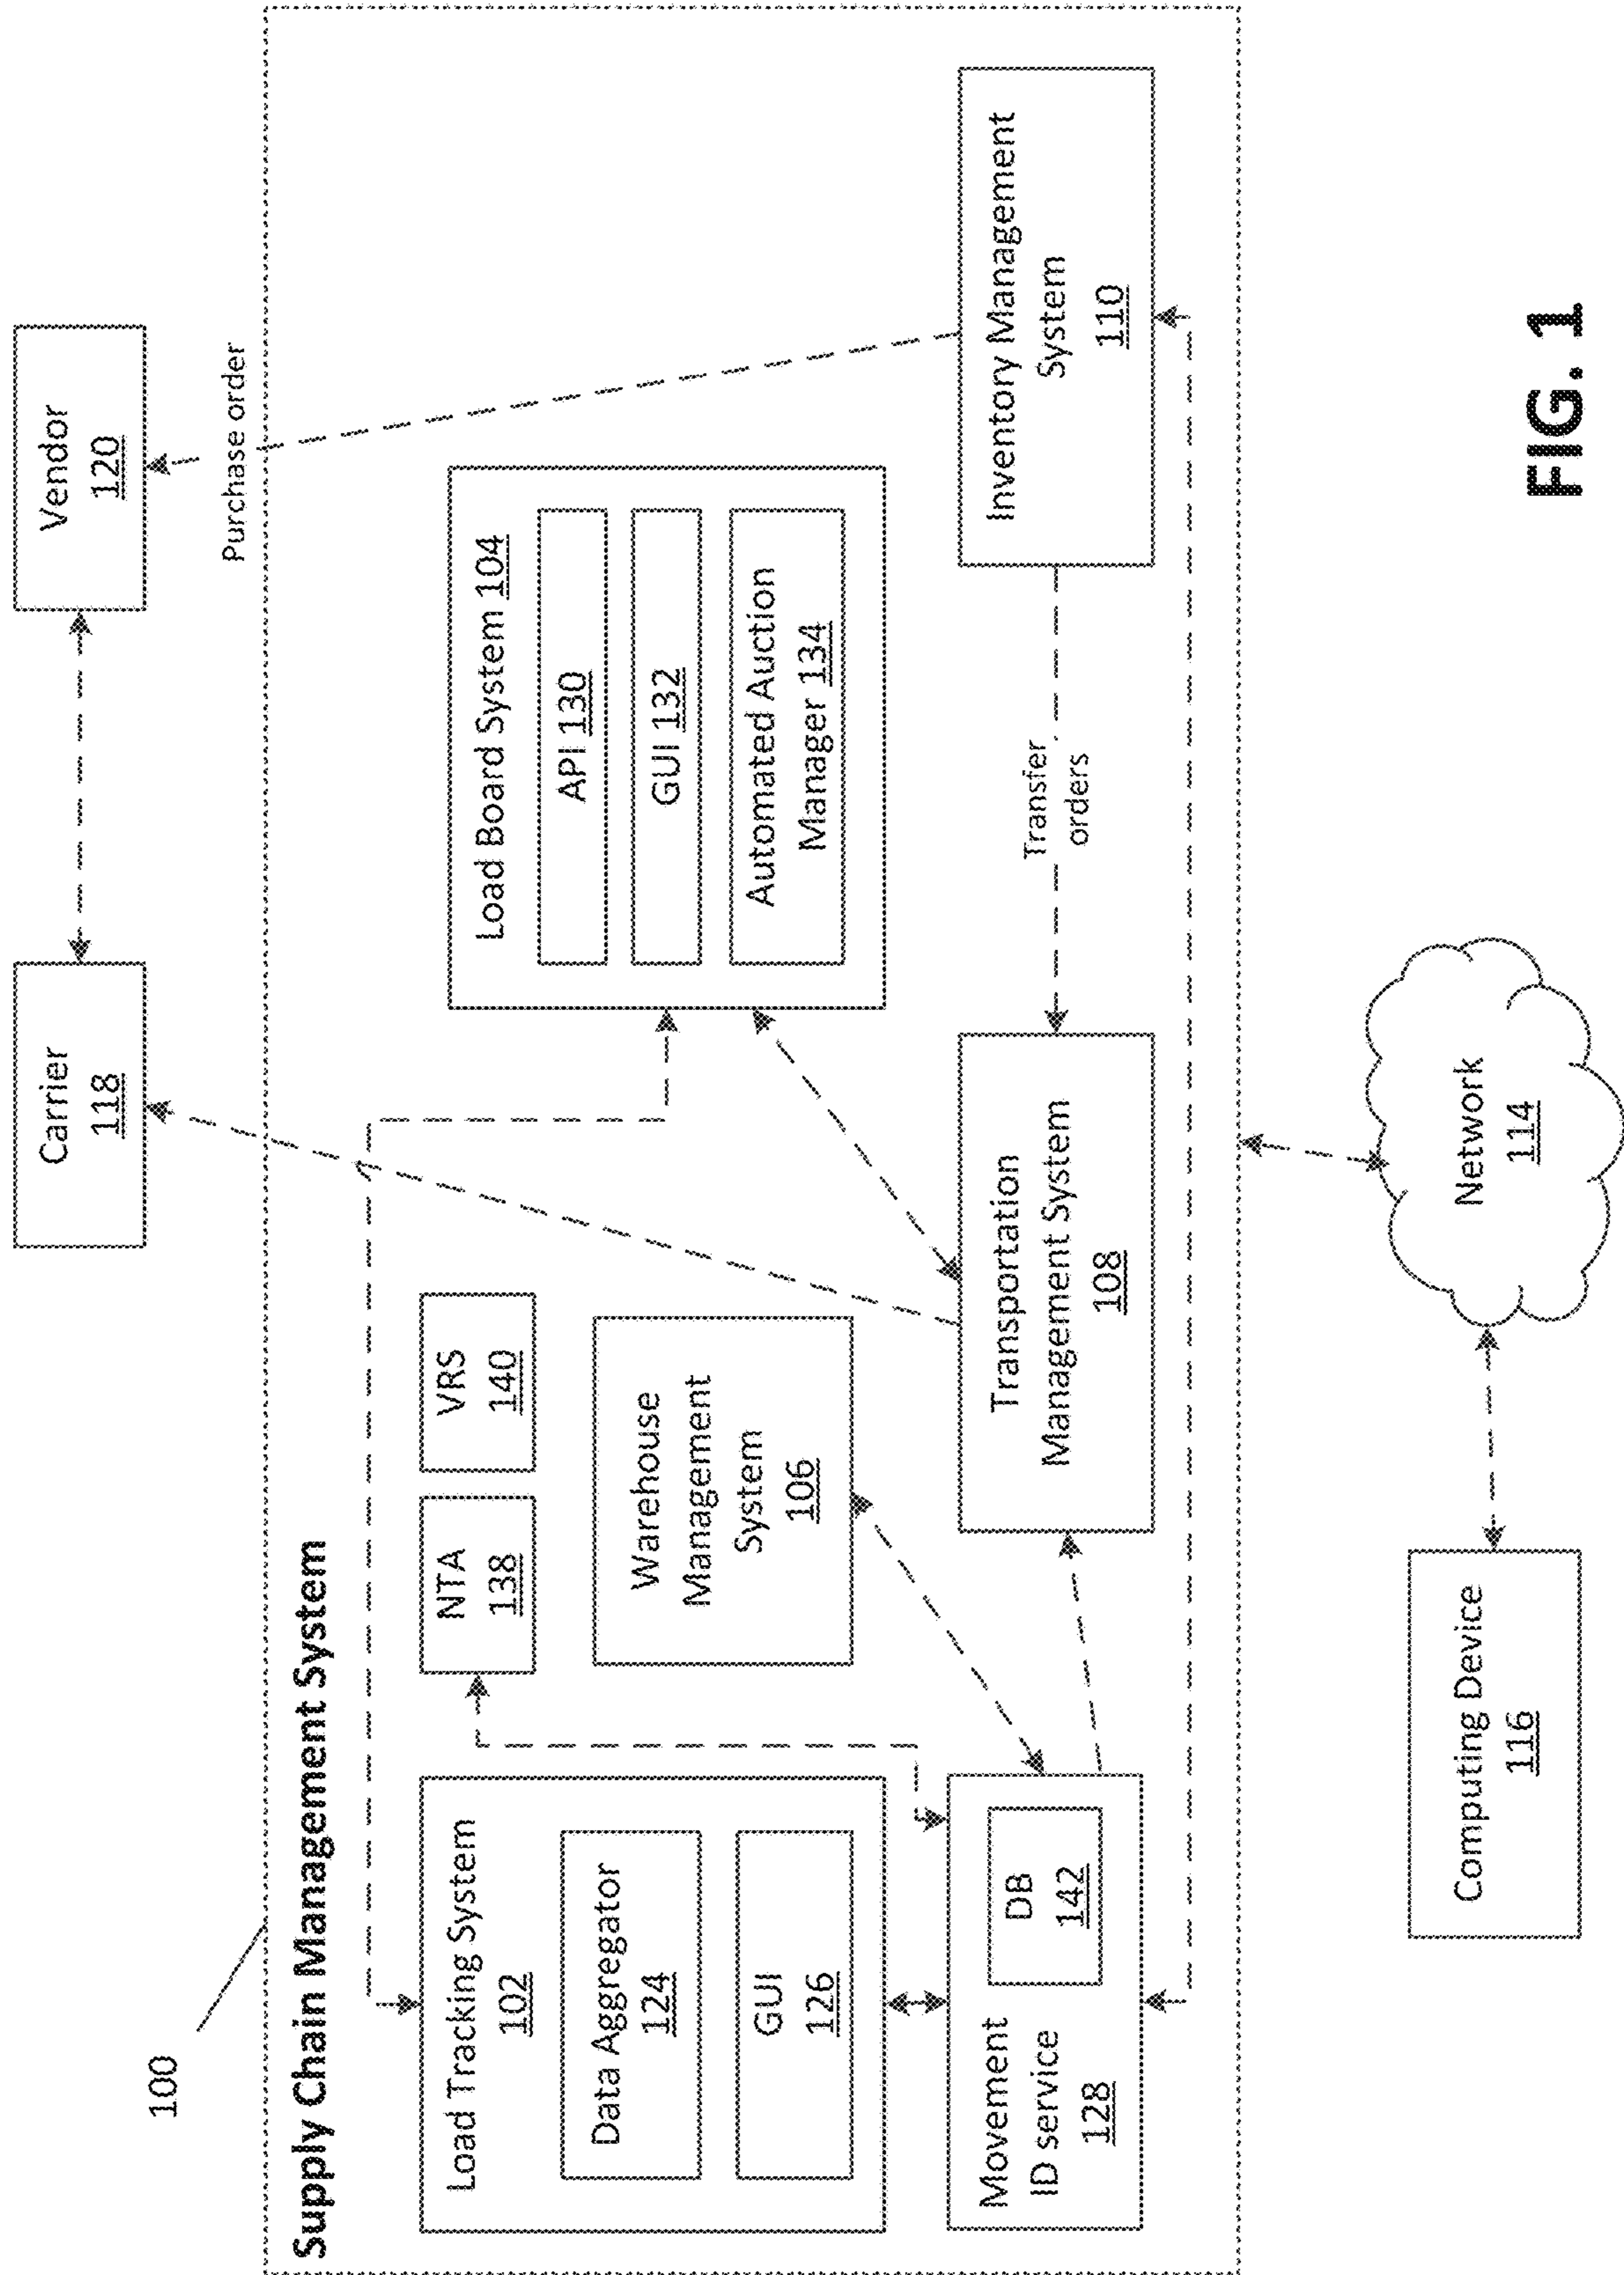 100
Supply Chain Management System
Carrier
118
Vendor
120
Purchase order
Load Tracking System
102
Data Aggregator
124
GUI
126
NTA
138
VRS
140
Warehouse
Management
System
106
Load Board System 104
API 130
GUI 132
Automated Auction
Manager 134
Movement
ID service
128
DB
142
Transportation
Management System
108
Transfer
orders
Inventory Management
System
110
Computing Device
116
Network
114
FIG. 1